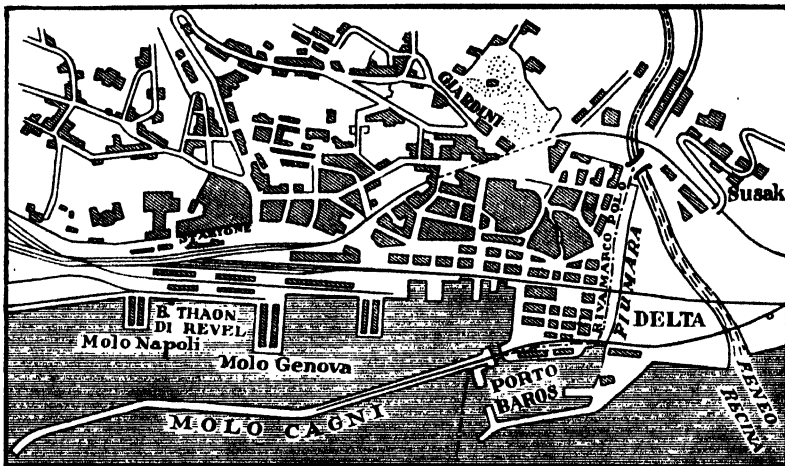 GIARDINI
Susak
STAZIONE
RIVA MARCO POLO
FIUMARA
B. THAON
DI REVEL
DELTA
Molo Napoli
Molo Genova
PORTO
BAROŠ
MOLO CAGNI
ENEO
RECINA